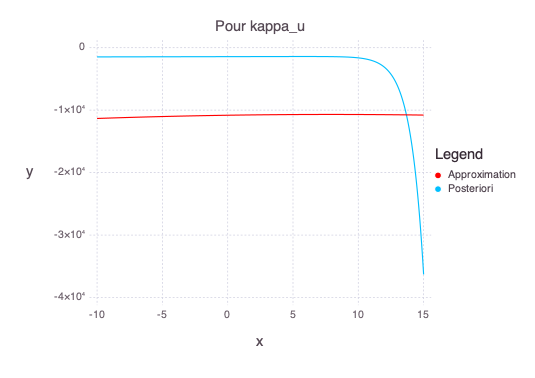 Pour kappa_u
0
-1×10⁴
-2×10⁴
-3×10⁴
-4×10⁴
y
-10
-5
0
5
10
15
x
Legend
Approximation
Posteriori